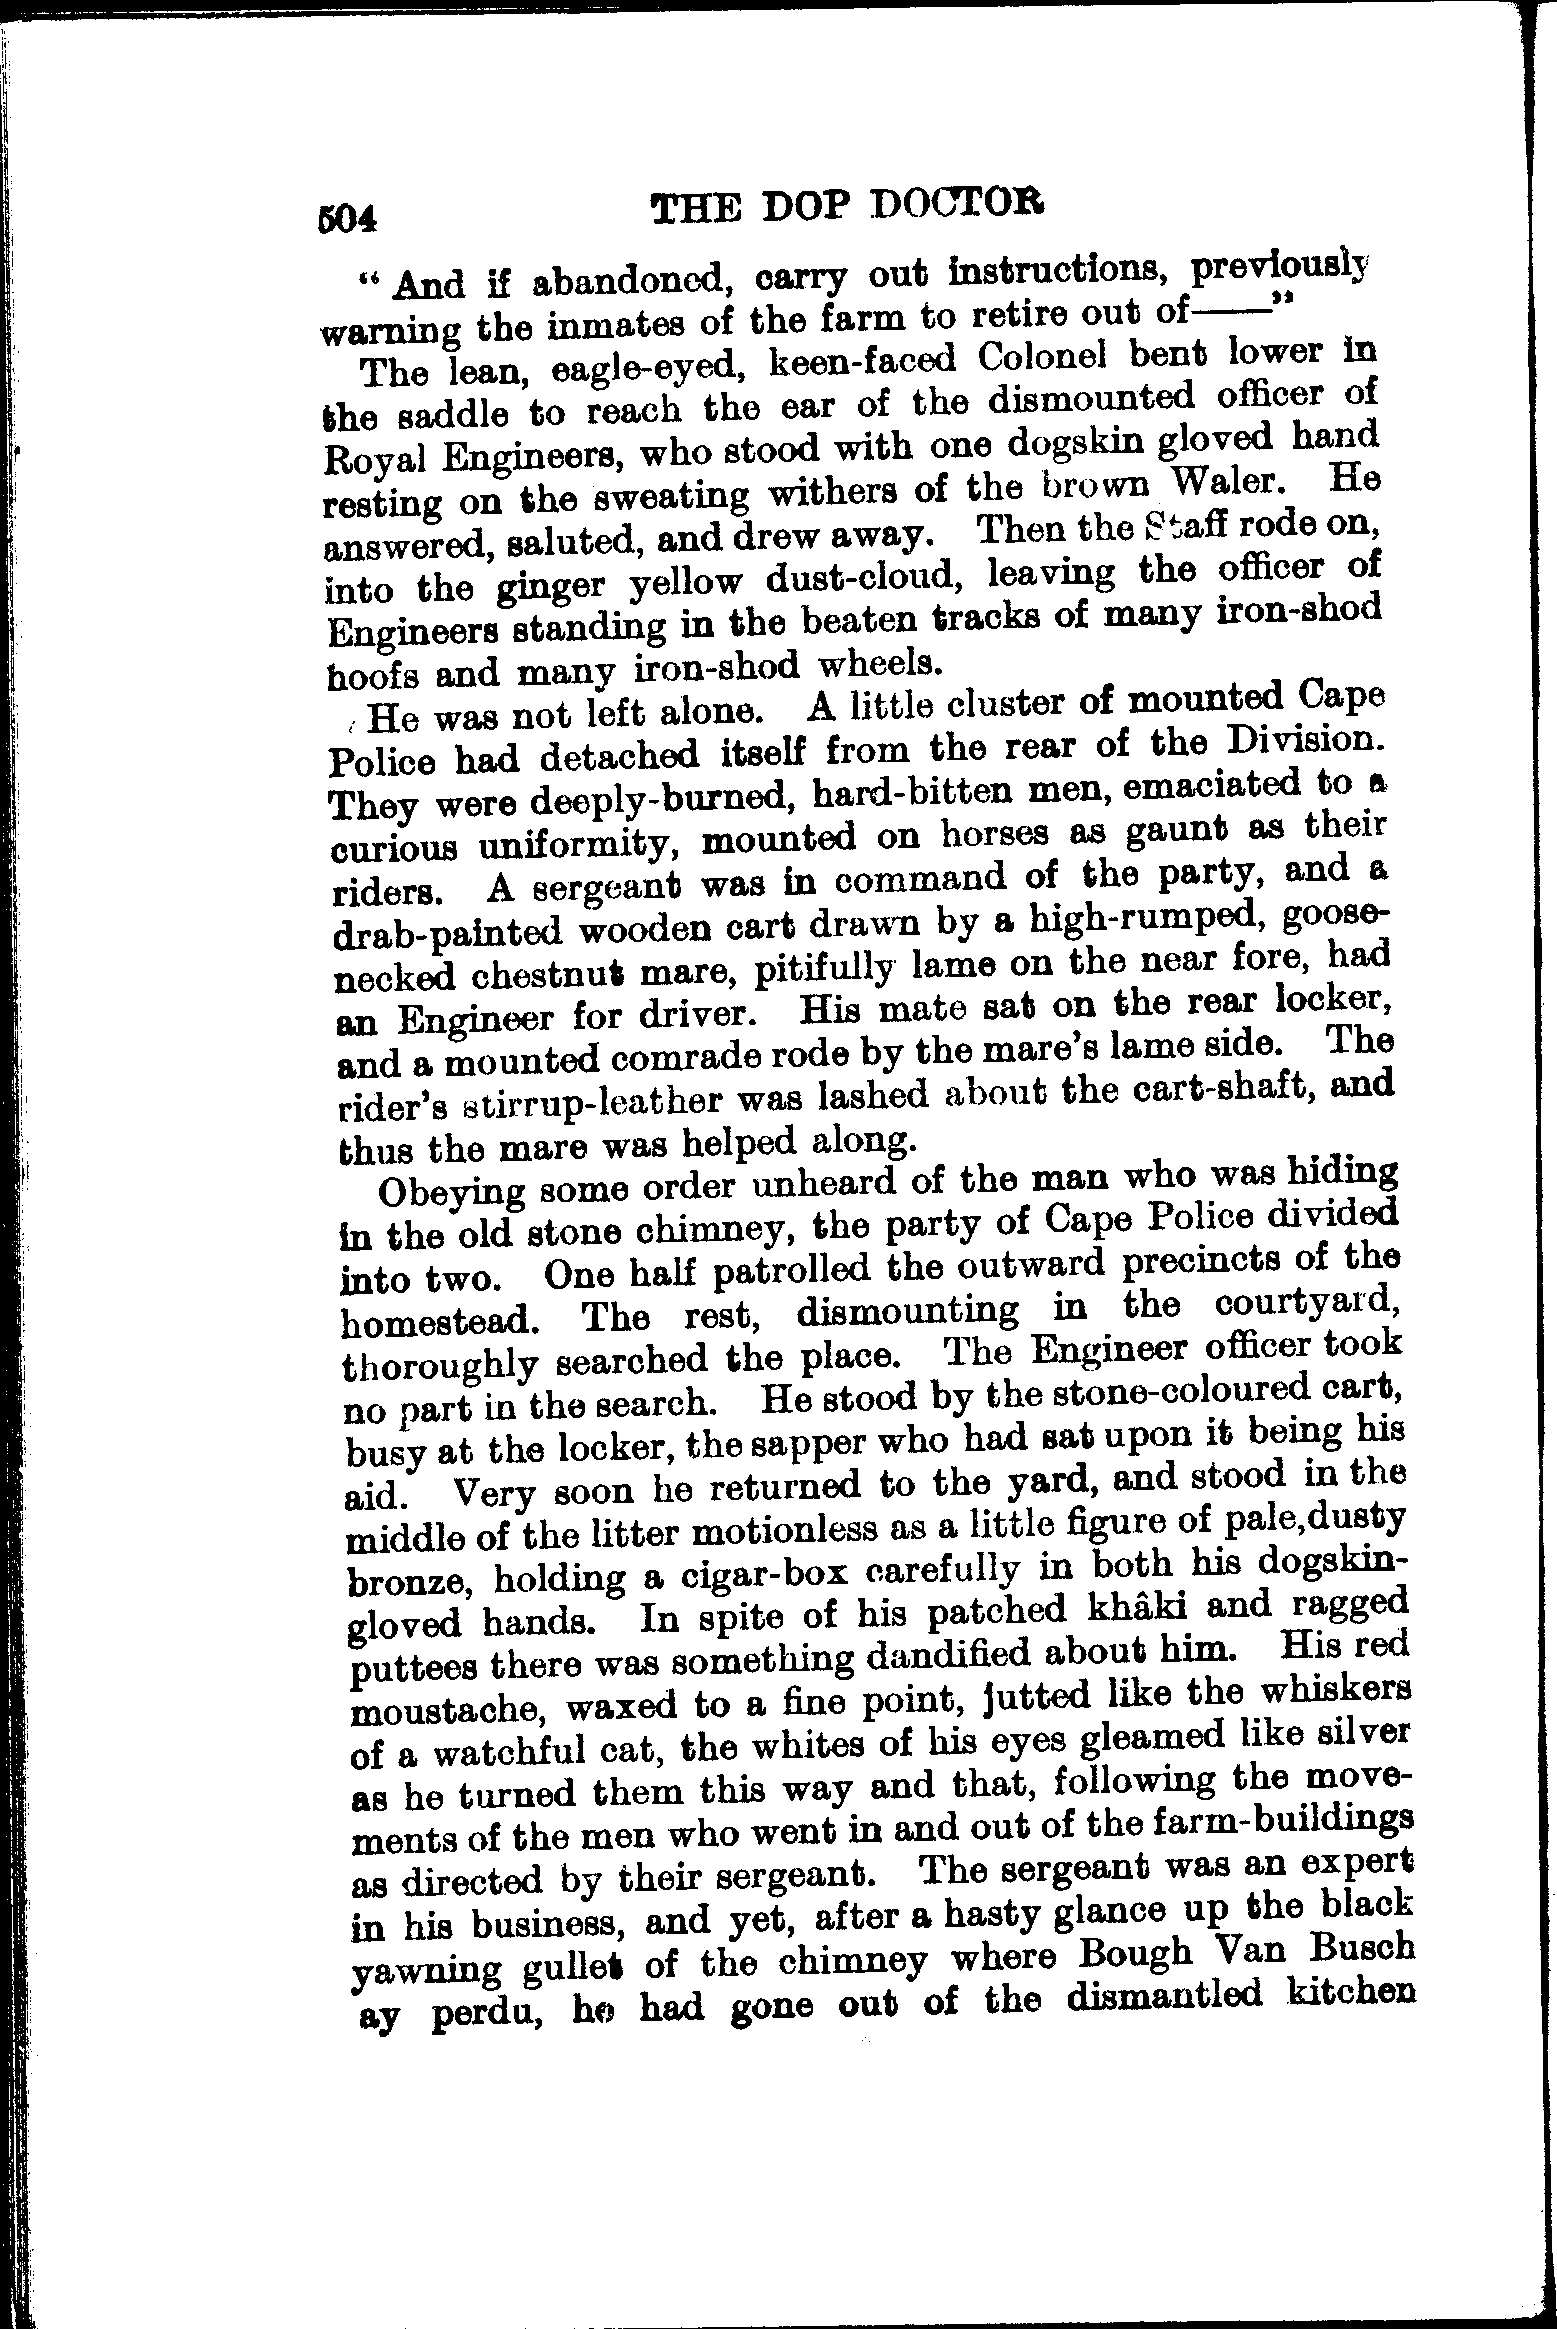 504 THE DOP DOCTOR
“ And if abandoned, carry out instructions, previously
warning the inmates of the farm to retire out of——”
The lean, eagle-eyed, keen-faced Colonel bent lower in
the saddle to reach the ear of the dismounted officer of
Royal Engineers, who stood with one dogskin gloved hand
resting on the sweating withers of the brown Waler. He
answered, saluted, and drew away. Then the Staff rode on,
into the ginger yellow dust-cloud, leaving the officer of
Engineers standing in the beaten tracks of many iron-shod
hoofs and many iron-shod wheels.
He was not left alone. A little cluster of mounted Cape
Police had detached itself from the rear of the Division.
They were deeply-burned, hard-bitten men, emaciated to a
curious uniformity, mounted on horses as gaunt as their
riders. A sergeant was in command of the party, and a
drab-painted wooden cart drawn by a high-rumped, goose-
necked chestnut mare, pitifully lame on the near fore, had
an Engineer for driver. His mate sat on the rear locker,
and a mounted comrade rode by the mare’s lame side. The
rider’s stirrup-leather was lashed about the cart-shaft, and
thus the mare was helped along.
Obeying some order unheard of the man who was hiding
in the old stone chimney, the party of Cape Police divided
into two. One half patrolled the outward precincts of the
homestead. The rest, dismounting in the courtyard,
thoroughly searched the place. The Engineer officer took
no part in the search. He stood by the stone-coloured cart,
busy at the locker, the sapper who had sat upon it being his
aid. Very soon he returned to the yard, and stood in the
middle of the litter motionless as a little figure of pale,dusty
bronze, holding a cigar-box carefully in both his dogskin-
gloved hands. In spite of his patched khâki and ragged
puttees there was something dandified about him. His red
moustache, waxed to a fine point, jutted like the whiskers
of a watchful cat, the whites of his eyes gleamed like silver
as he turned them this way and that, following the move-
ments of the men who went in and out of the farm-buildings
as directed by their sergeant. The sergeant was an expert
in his business, and yet, after a hasty glance up the black
yawning gullet of the chimney where Bough Van Busch
ay perdu, he had gone out of the dismantled kitchen